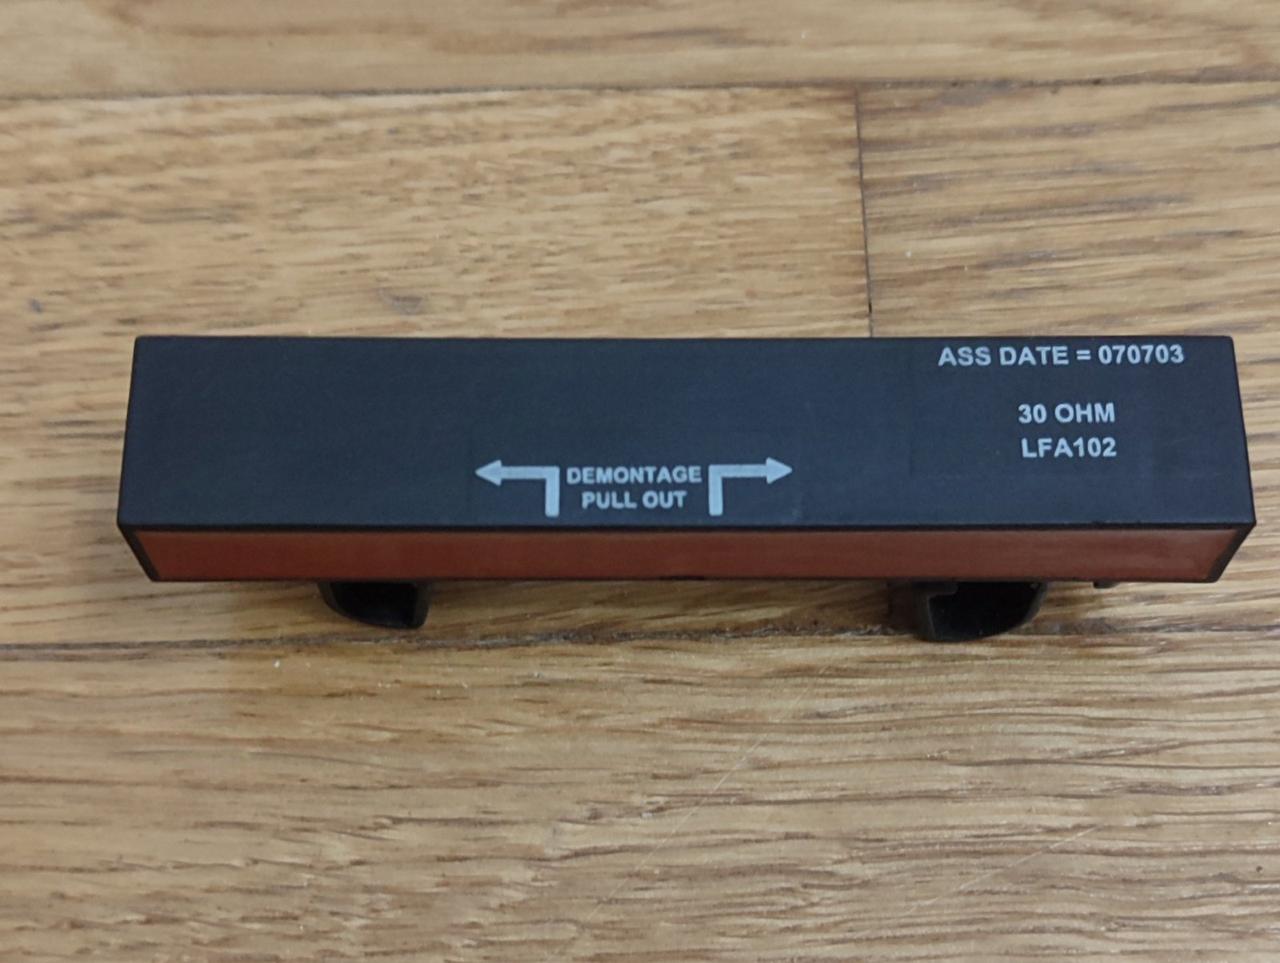 ASS DATE = 070703
30 OHM
LFA102
DEMONTAGE
PULL OUT